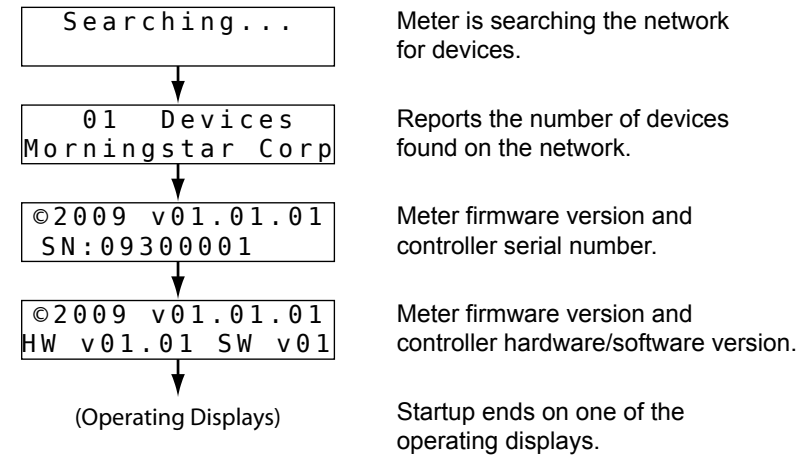 Searching...
Meter is searching the network
for devices.
01 Devices
Morningstar Corp
Reports the number of devices
found on the network.
©2009 v01.01.01
SN:09300001
Meter firmware version and
controller serial number.
©2009 v01.01.01
HW v01.01 SW v01
Meter firmware version and
controller hardware/software version.
(Operating Displays)
Startup ends on one of the
operating displays.